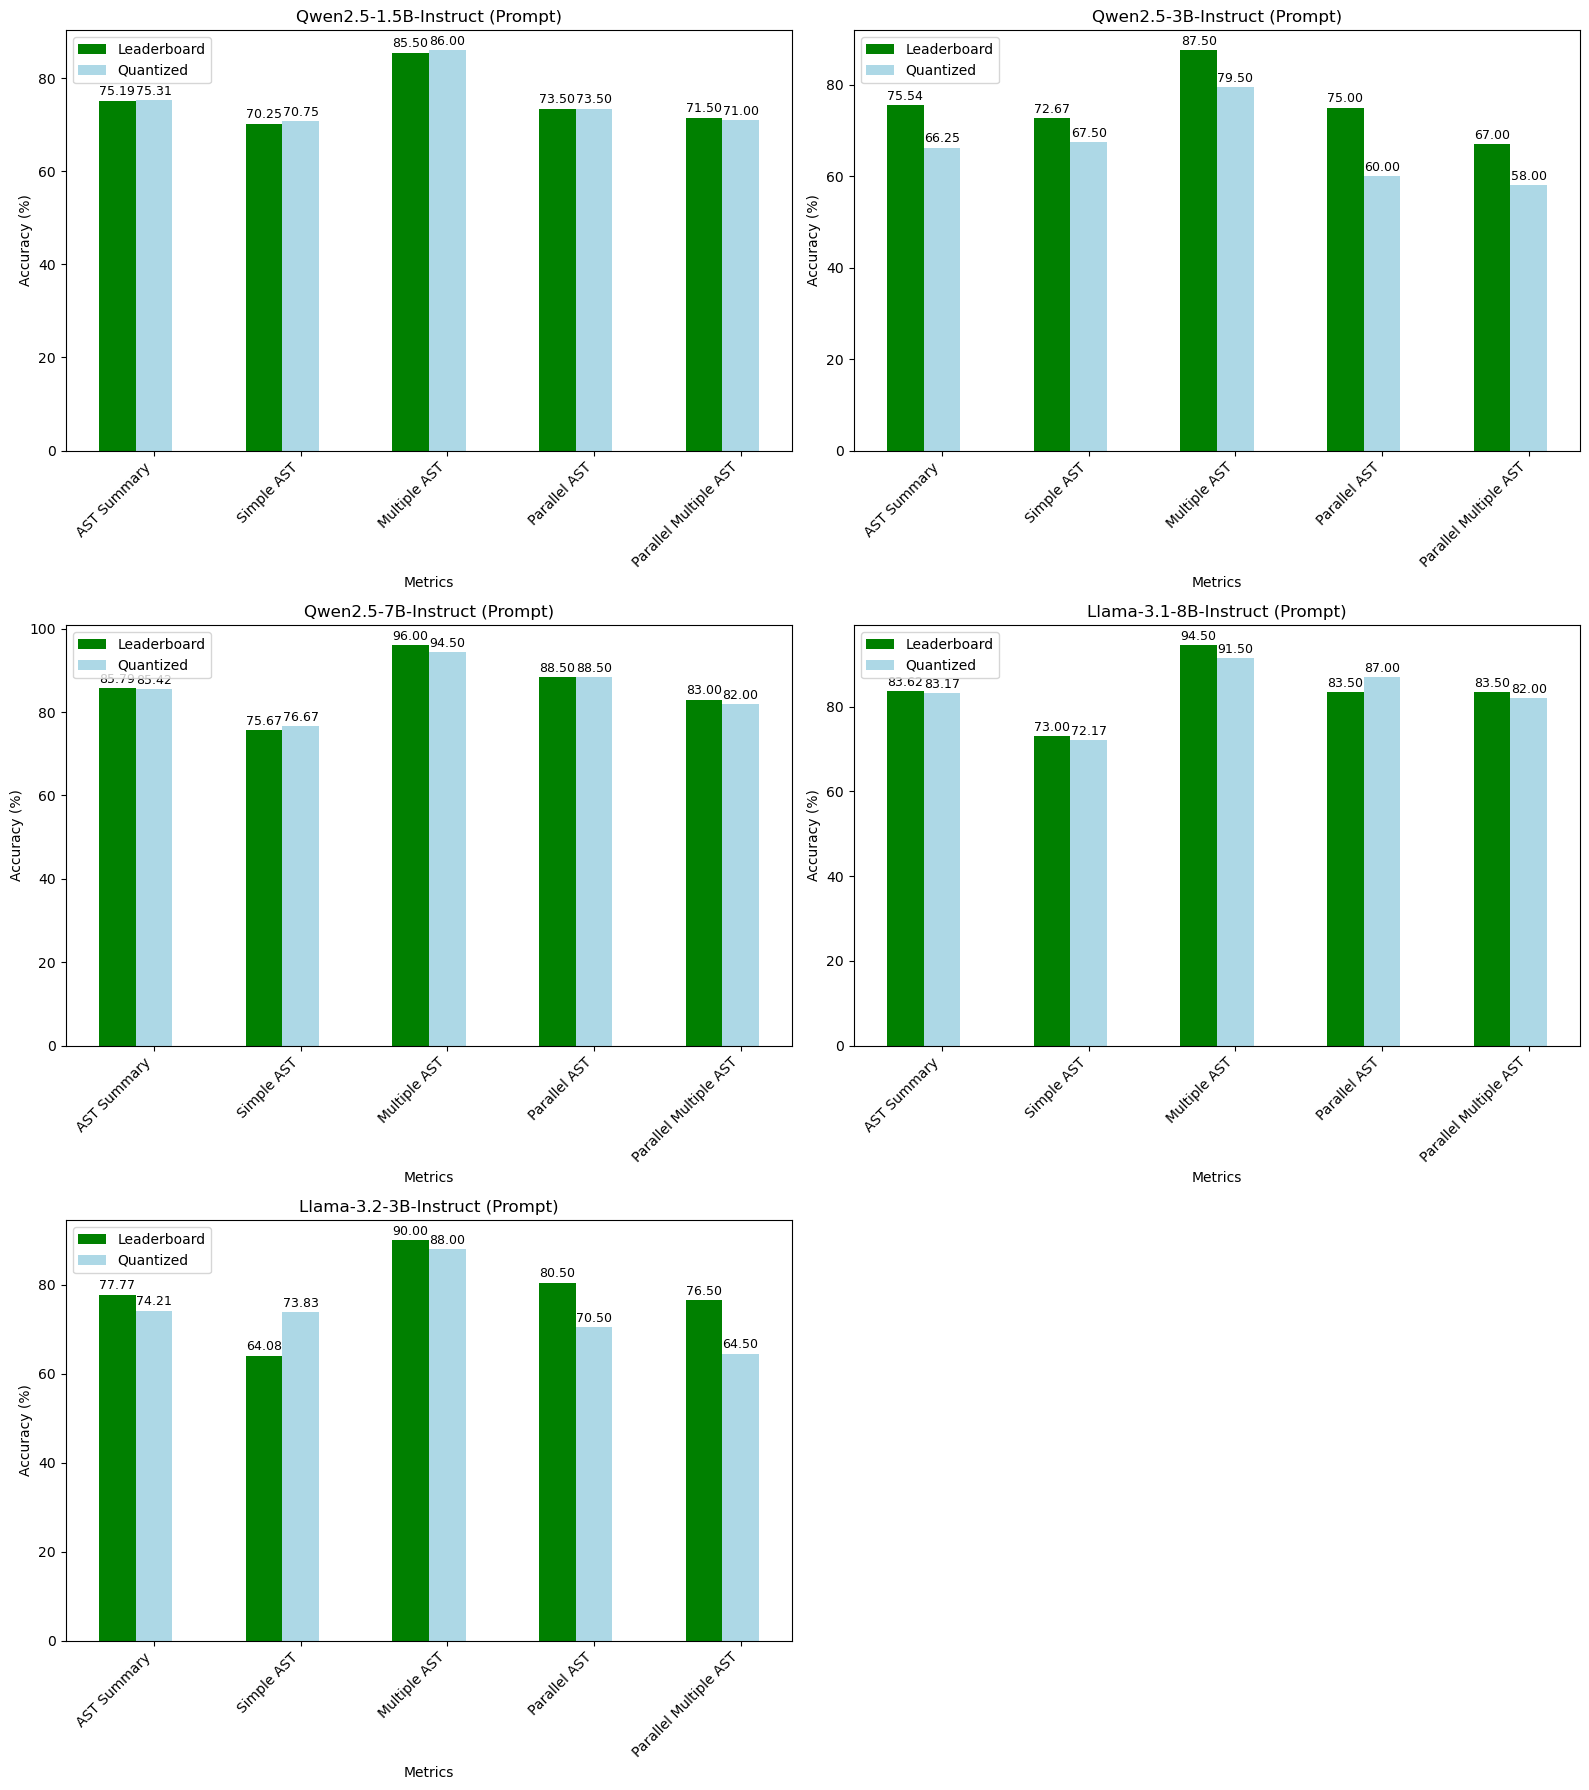 Qwen2.5-1.5B-Instruct (Prompt)
Accuracy (%)
80
60
40
20
0
Leaderboard
Quantized
75.19 75.31
70.25 70.75
85.50 86.00
73.50 73.50
71.50 71.00
AST Summary
Simple AST
Multiple AST
Parallel AST
Parallel Multiple AST
Metrics
Qwen2.5-3B-Instruct (Prompt)
Accuracy (%)
80
60
40
20
0
Leaderboard
Quantized
75.54 66.25
72.67 67.50
87.50 79.50
75.00 60.00
67.00 58.00
AST Summary
Simple AST
Multiple AST
Parallel AST
Parallel Multiple AST
Metrics
Qwen2.5-7B-Instruct (Prompt)
Accuracy (%)
100
80
60
40
20
0
Leaderboard
Quantized
85.79 85.42
75.67 76.67
96.00 94.50
88.50 88.50
83.00 82.00
AST Summary
Simple AST
Multiple AST
Parallel AST
Parallel Multiple AST
Metrics
Llama-3.1-8B-Instruct (Prompt)
Accuracy (%)
80
60
40
20
0
Leaderboard
Quantized
83.62 83.17
73.00 72.17
94.50 91.50
83.50 87.00
83.50 82.00
AST Summary
Simple AST
Multiple AST
Parallel AST
Parallel Multiple AST
Metrics
Llama-3.2-3B-Instruct (Prompt)
Accuracy (%)
80
60
40
20
0
Leaderboard
Quantized
77.77 74.21
64.08 73.83
90.00 88.00
80.50 70.50
76.50 64.50
AST Summary
Simple AST
Multiple AST
Parallel AST
Parallel Multiple AST
Metrics